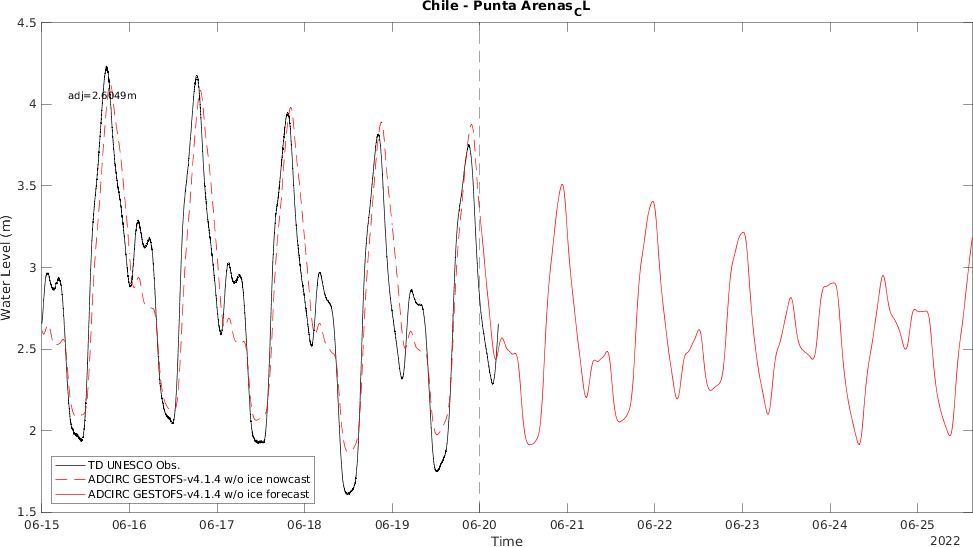 Chile - Punta Arenas_CL
4.5
4
3.5
3
2.5
2
1.5
Water Level (m)
adj=2.6049m
TD UNESCO Obs.
ADCIRC GESTOFS-v4.1.4 w/o ice nowcast
ADCIRC GESTOFS-v4.1.4 w/o ice forecast
06-15 06-16 06-17 06-18 06-19 06-20 06-21 06-22 06-23 06-24 06-25
Time
2022